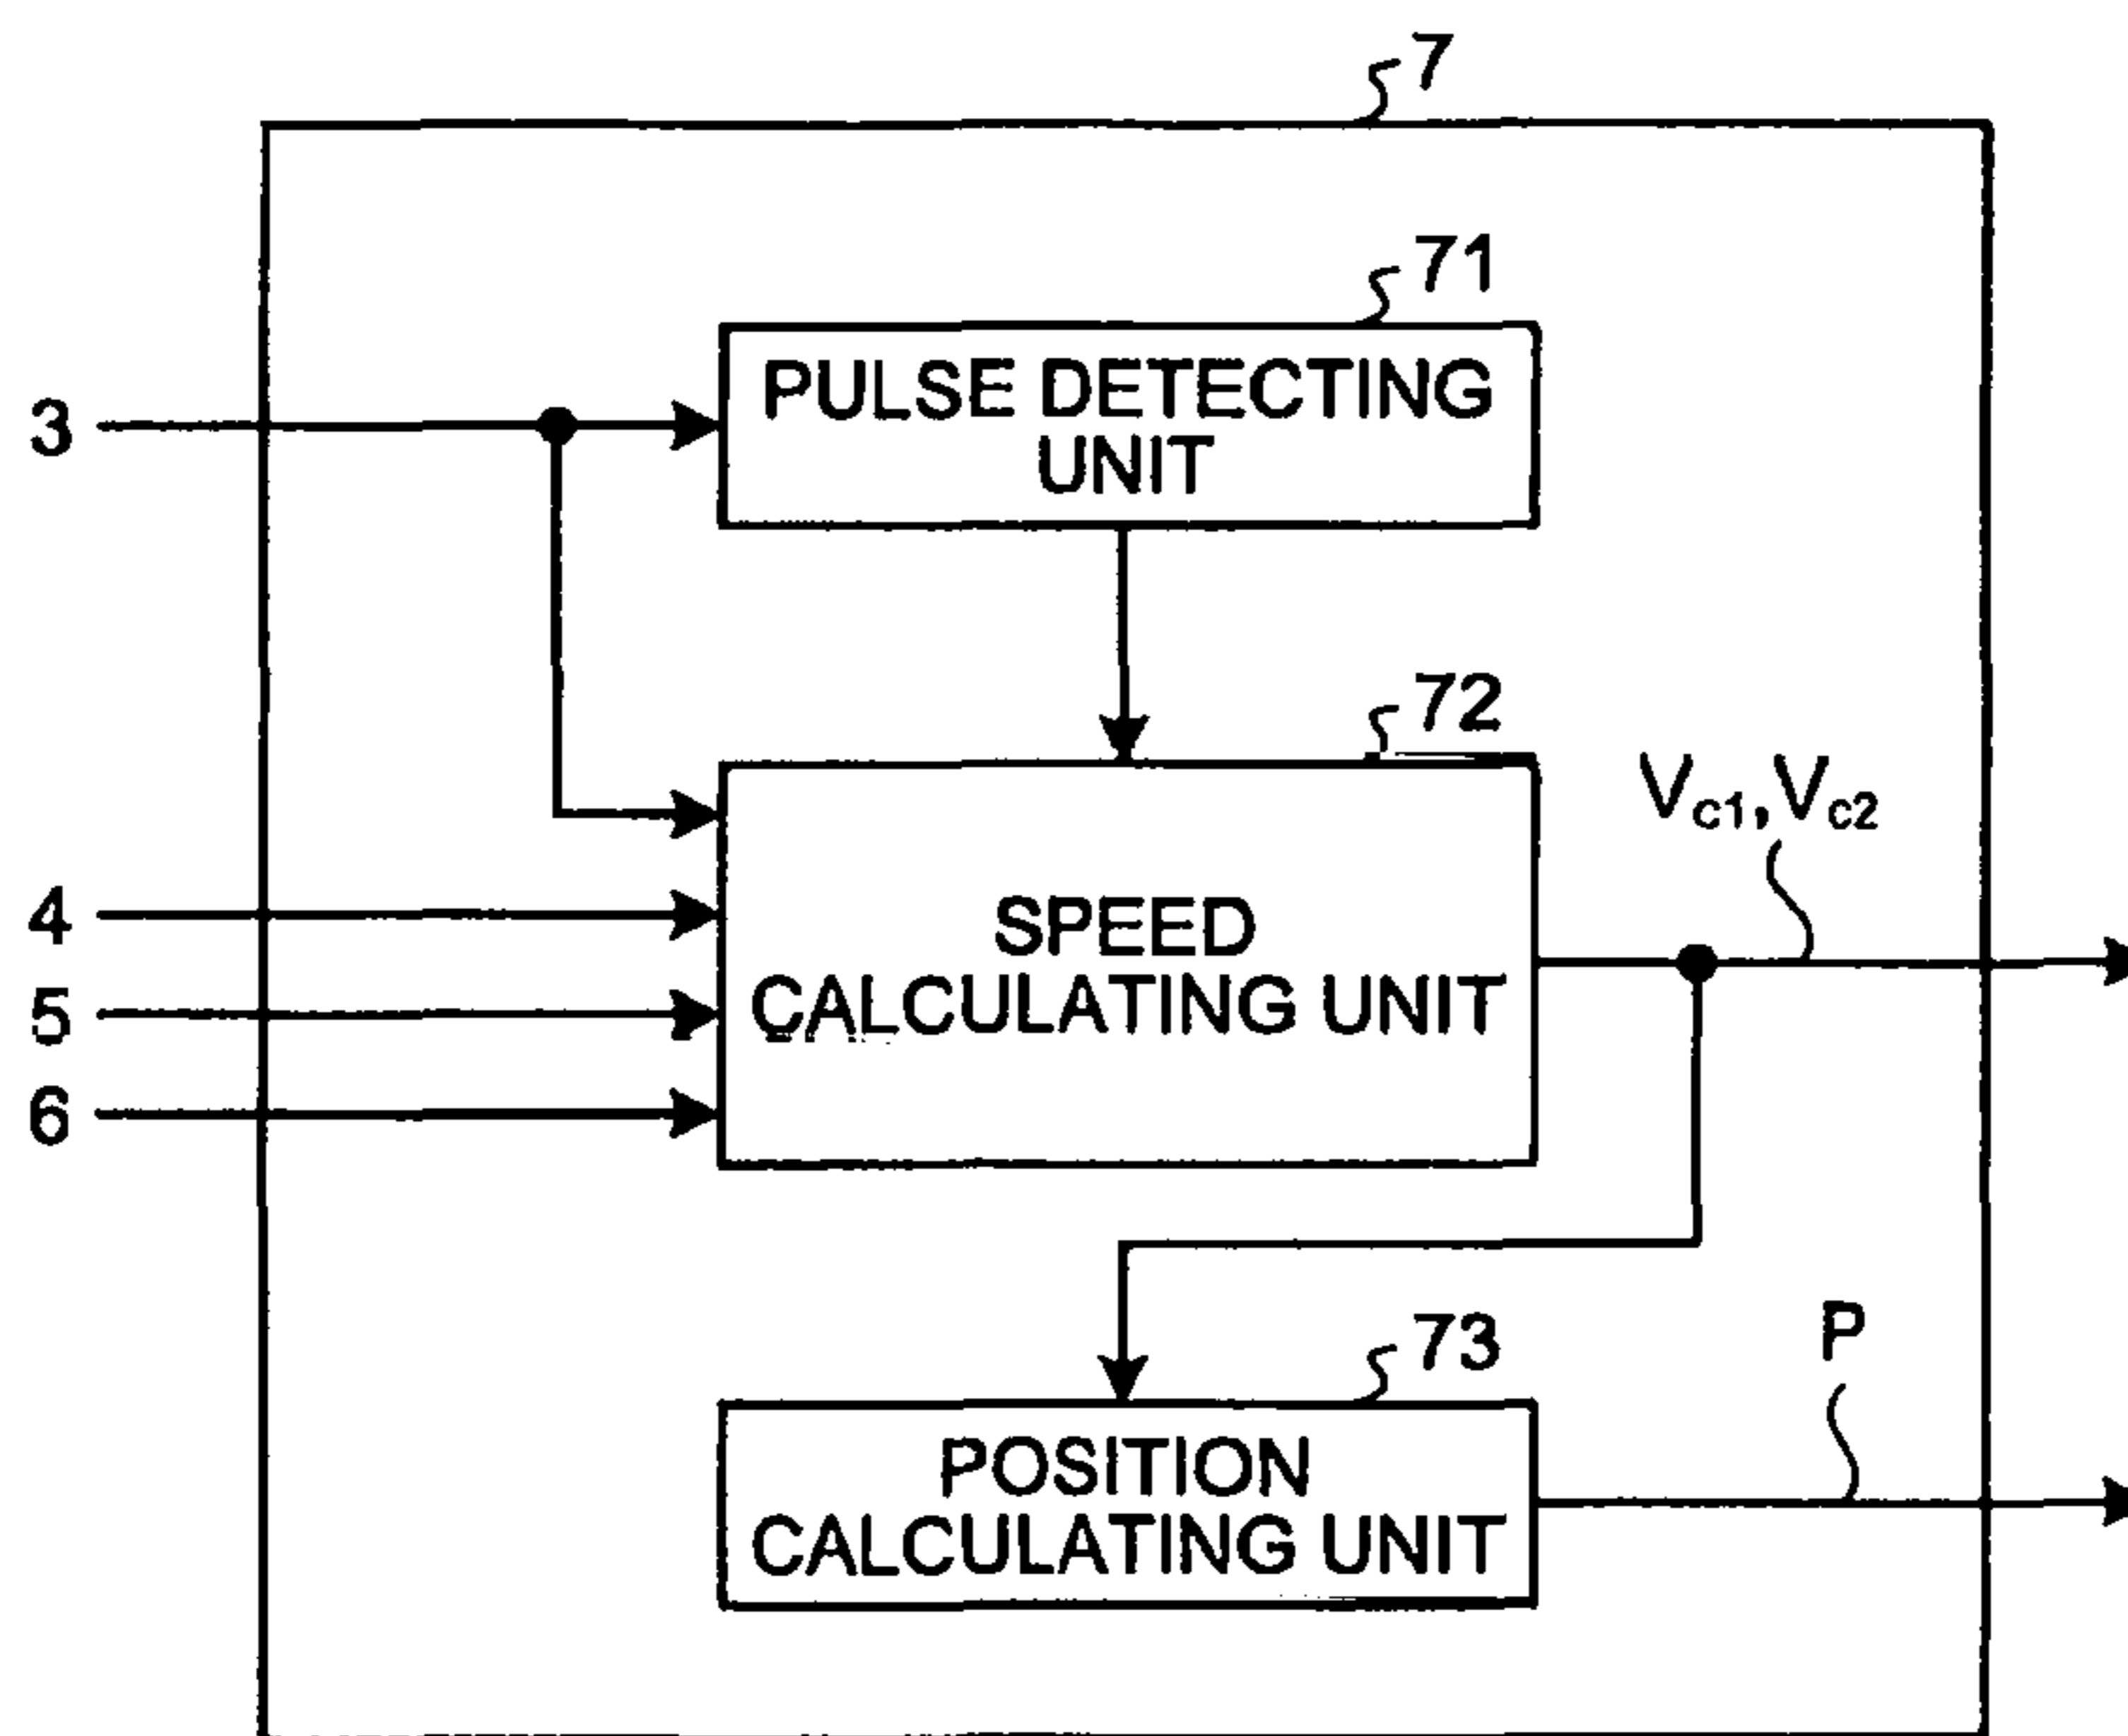 7
71
3
PULSE DETECTING
UNIT
72
Vc1,Vc2
4
SPEED
5
CALCULATING UNIT
6
73
P
POSITION
CALCULATING UNIT